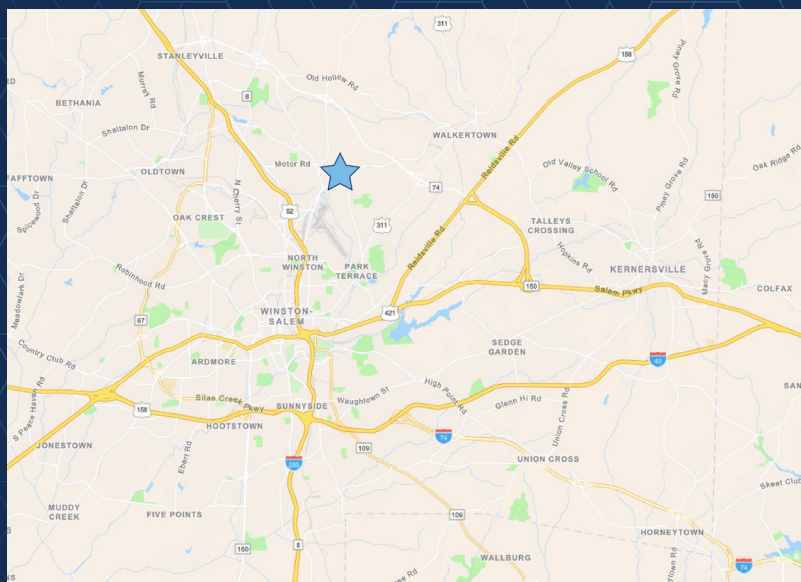 311
158
STANLEYVILLE
Piney Grove Rd
Old Hollow Rd
Murray Rd
8
BETHANIA
Shattalon Dr
WALKERTOWN
Reidsville Rd
Oak Ridge Rd
Motor Rd
OLDTOWN
Old Valley School Rd
Piney Grove Rd
FAFFTOWN
74
150
Spicewood Dr
Shattalon Dr
N Cherry St
52
OAK CREST
311
TALLEYS
CROSSING
Reidsville Rd
Hopkins Rd
NORTH
WINSTON
PARK
TERRACE
KERNERSVILLE
Macy Grove Rd
Robinhood Rd
Meadowlark Dr
150
Salem Pkwy
COLFAX
WINSTON-
SALEM
421
67
SEDGE
GARDEN
Country Club Rd
ARDMORE
40
S Peace Haven Rd
High Point Rd
Waughtown St
Silas Creek Pkwy
SUNNYSIDE
158
Glenn Hi Rd
SAN
HOOTSTOWN
Union Cross Rd
74
JONESTOWN
Ebert Rd
109
285
UNION CROSS
Skeet Club
MUDDY
CREEK
FIVE POINTS
109
HORNEYTOWN
150
8
WALLBURG
74